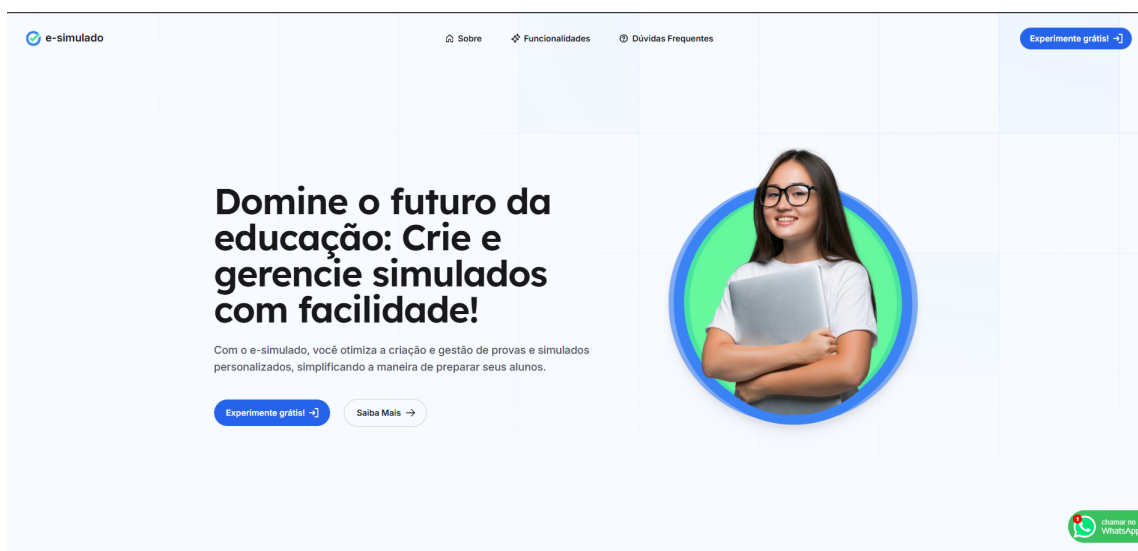 e-simulado
Sobre
Funcionalidades
Dúvidas Frequentes
Experimente grátis!
Domine o futuro da
educação: Crie e
gerencie simulados
com facilidade!
Com o e-simulado, você otimiza a criação e gestão de provas e simulados
personalizados, simplificando a maneira de preparar seus alunos.
Experimente grátis!
Saiba Mais
1
chamar no
WhatsApp